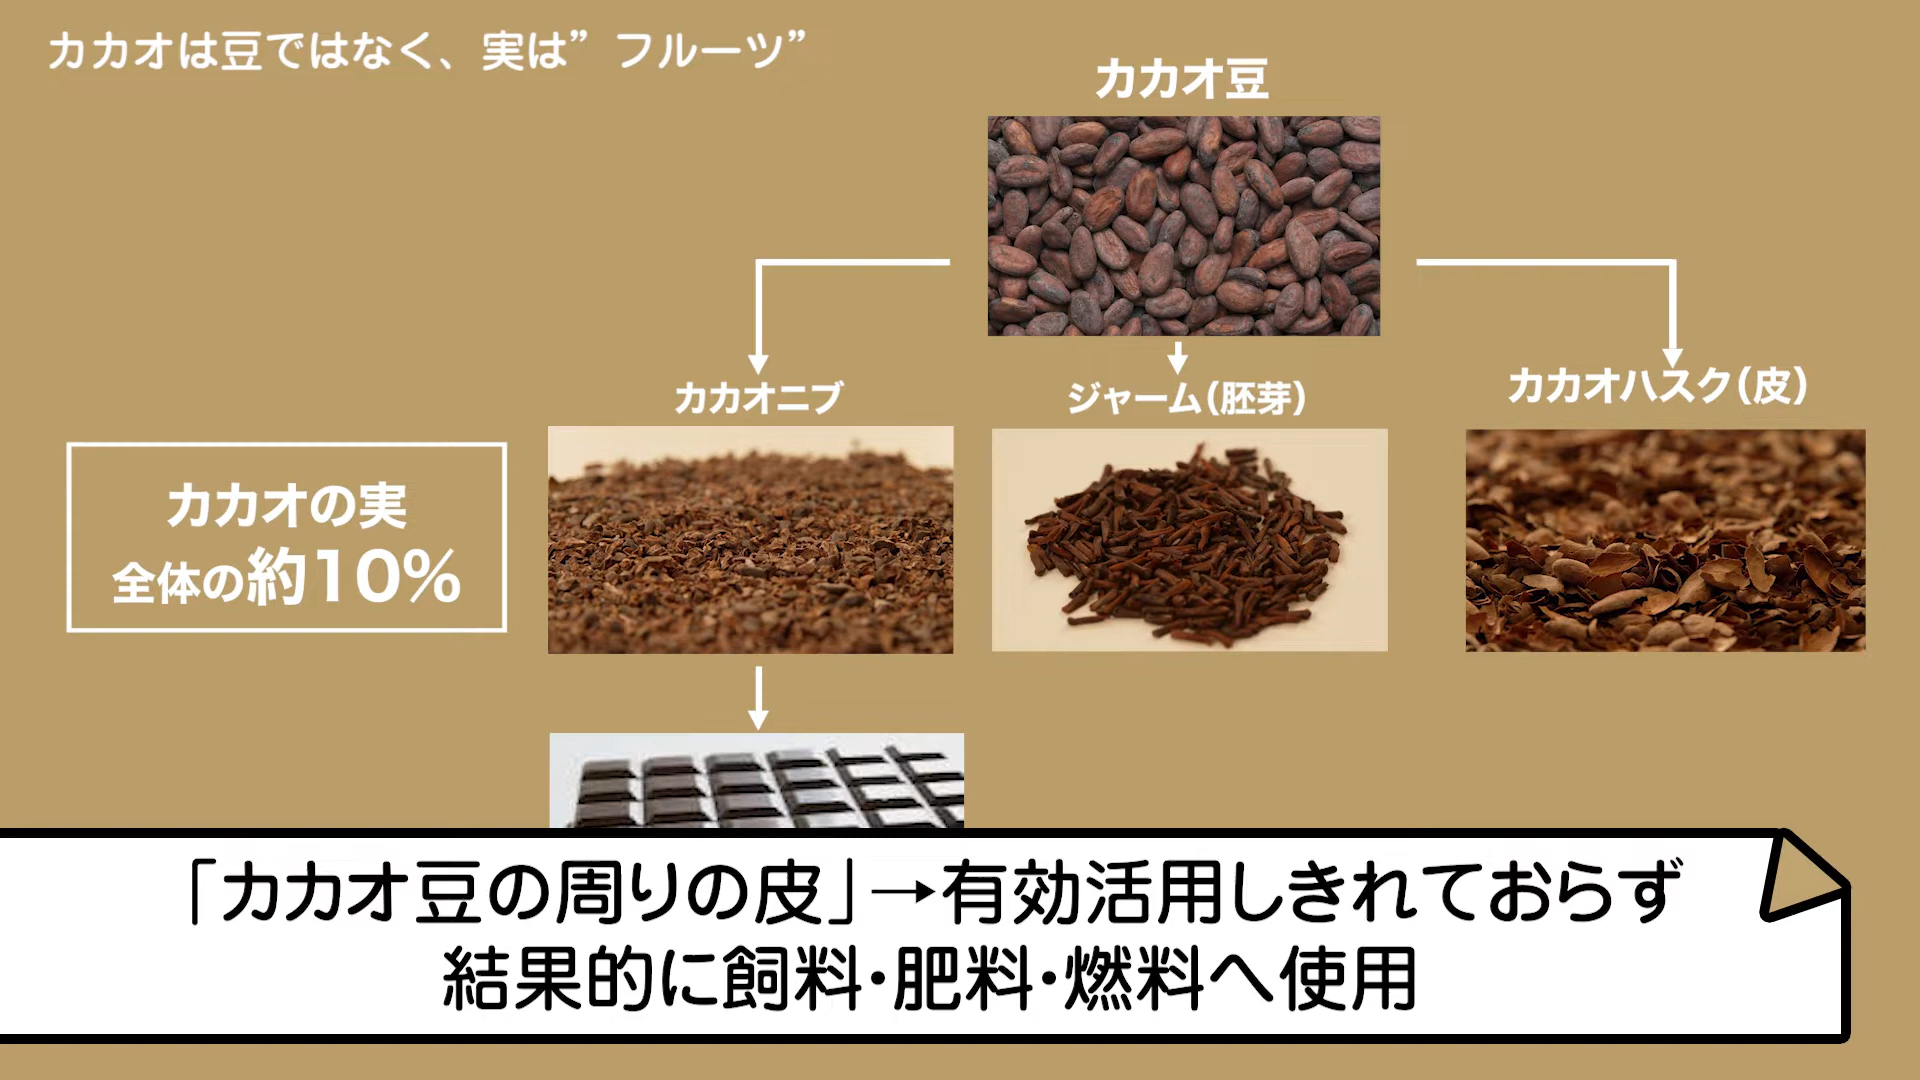 カカオは豆ではなく、実は”フルーツ”
カカオ豆
カカオニブ
ジャーム(胚芽)
カカオハスク(皮)
カカオの実
全体の約10%
「カカオ豆の周りの皮」→有効活用しきれておらず
結果的に飼料・肥料・燃料へ使用